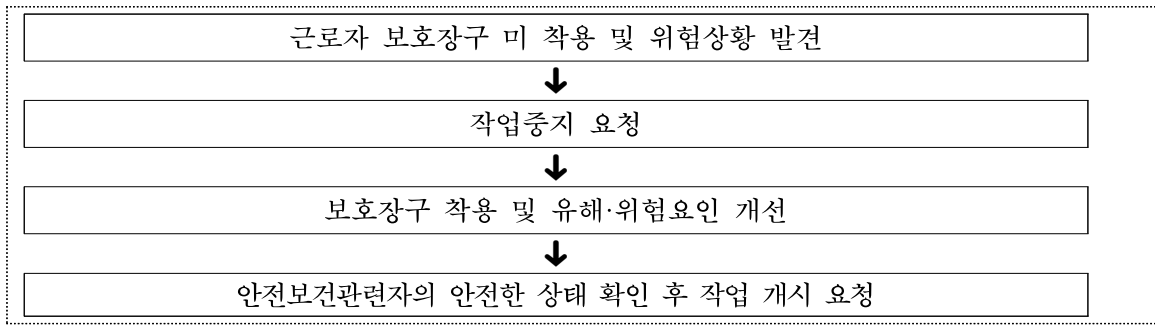 근로자 보호장구 미 착용 및 위험상황 발견
작업중지 요청
보호장구 착용 및 유해·위험요인 개선
안전보건관련자의 안전한 상태 확인 후 작업 개시 요청